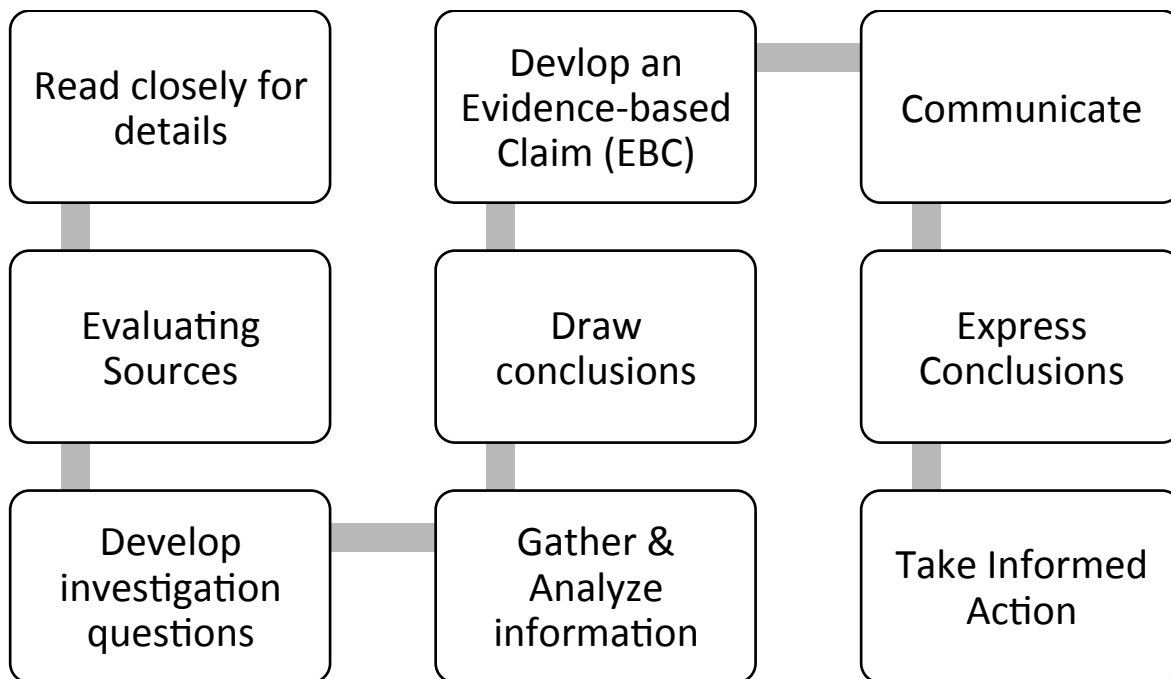 Read closely for
details
Evaluating
Sources
Develop
investigation
questions
Gather &
Analyze
information
Draw
conclusions
Devlop an
Evidence-based
Claim (EBC)
Communicate
Express
Conclusions
Take Informed
Action